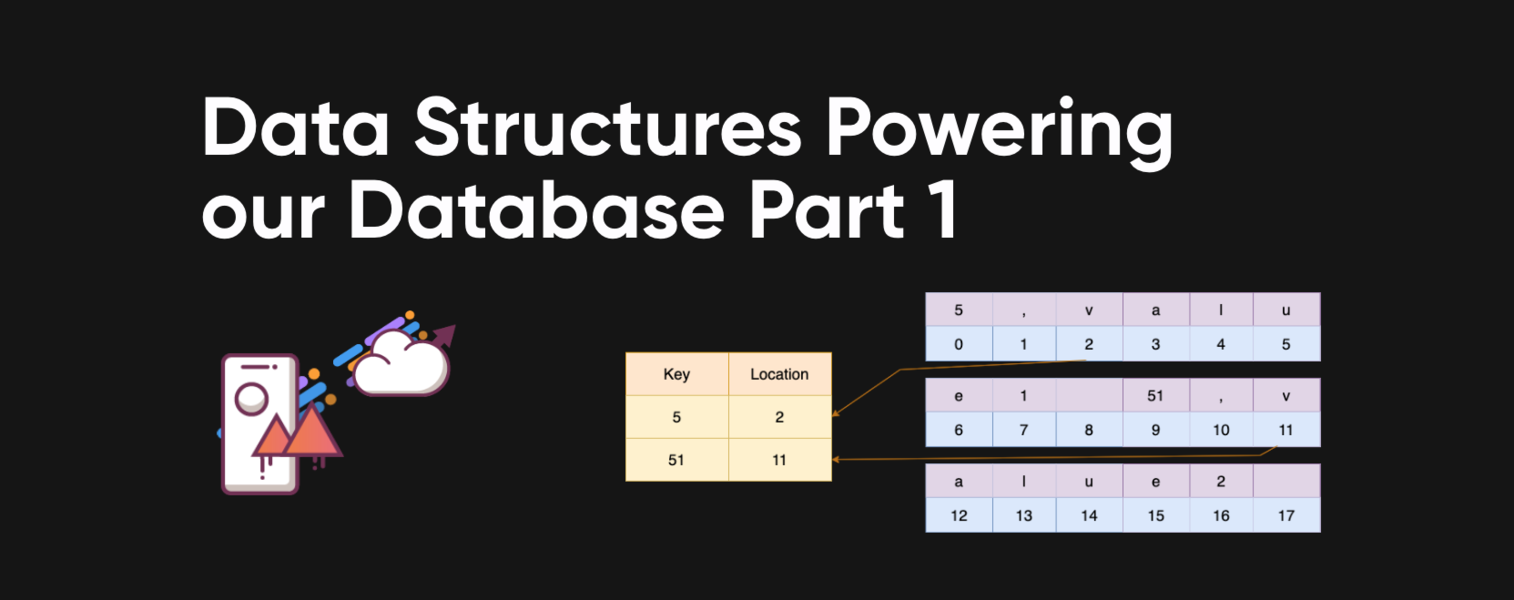 Data Structures Powering
our Database Part 1
Key Location
5 2
51 11
5 , v a l u
0 1 2 3 4 5
e 1 51 , v
6 7 8 9 10 11
a l u e 2
12 13 14 15 16 17